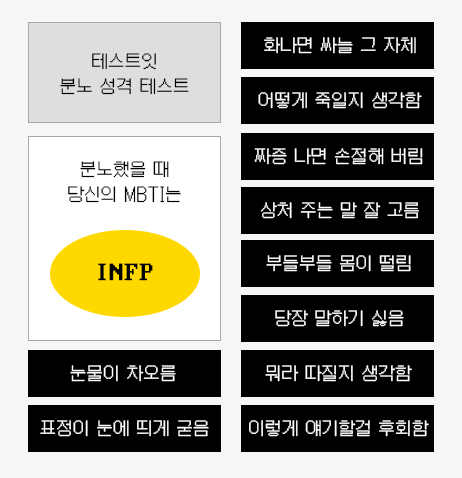 테스트잇
분노 성격 테스트
분노했을 때
당신의 MBTI는
INFP
눈물이 차오름
표정이 눈에 띄게 굳음
화나면 싸늘 그 자체
어떻게 죽일지 생각함
짜증 나면 손절해 버림
상처 주는 말 잘 고름
부들부들 몸이 떨림
당장 말하기 싫음
뭐라 따질지 생각함
이렇게 얘기할걸 후회함